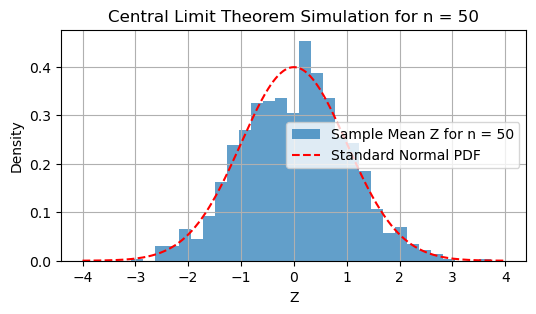 Central Limit Theorem Simulation for n = 50
Density
0.4
0.3
0.2
0.1
0.0
Sample Mean Z for n = 50
Standard Normal PDF
−4 −3 −2 −1 0 1 2 3 4
Z